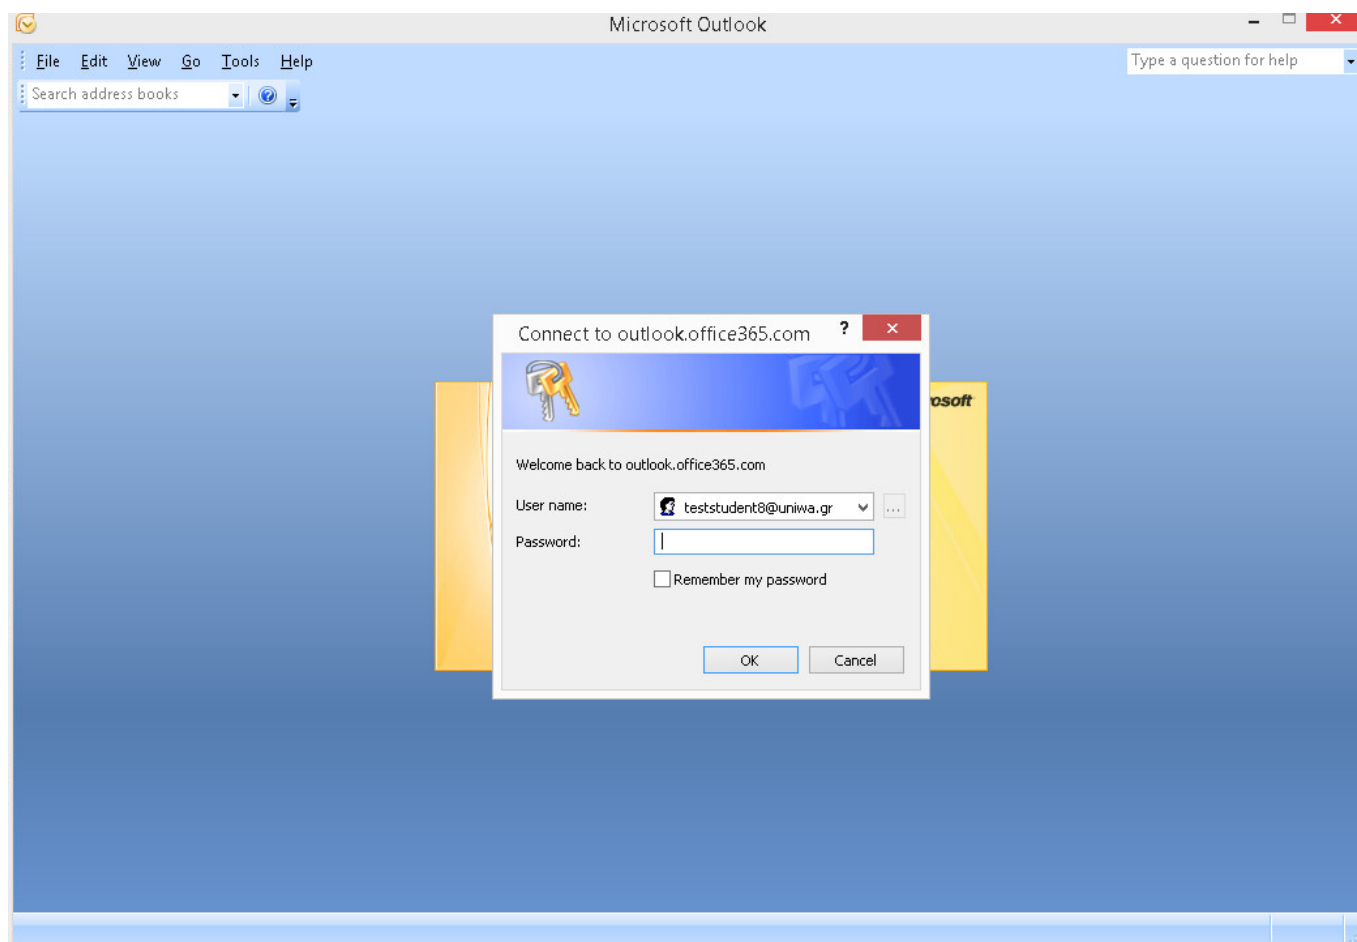 Microsoft Outlook
File Edit View Go Tools Help
Type a question for help
Search address books
Connect to outlook.office365.com
Welcome back to outlook.office365.com
User name: teststudent8@uniwa.gr
Password:
Remember my password
OK Cancel
osoft